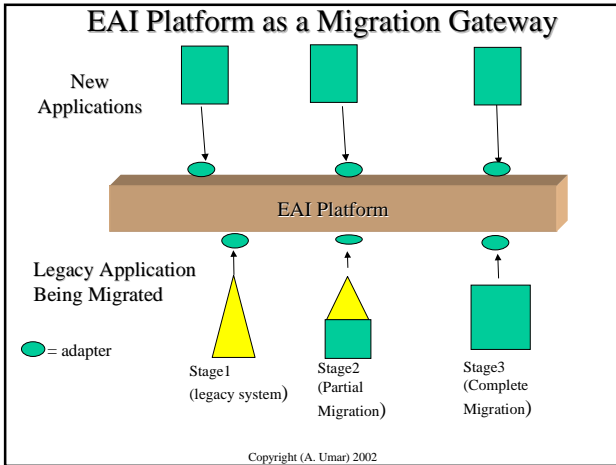 EAI Platform as a Migration Gateway
New
Applications
EAI Platform
Legacy Application
Being Migrated
= adapter
Stage1
(legacy system)
Stage2
(Partial
Migration)
Stage3
(Complete
Migration)
Copyright (A. Umar) 2002